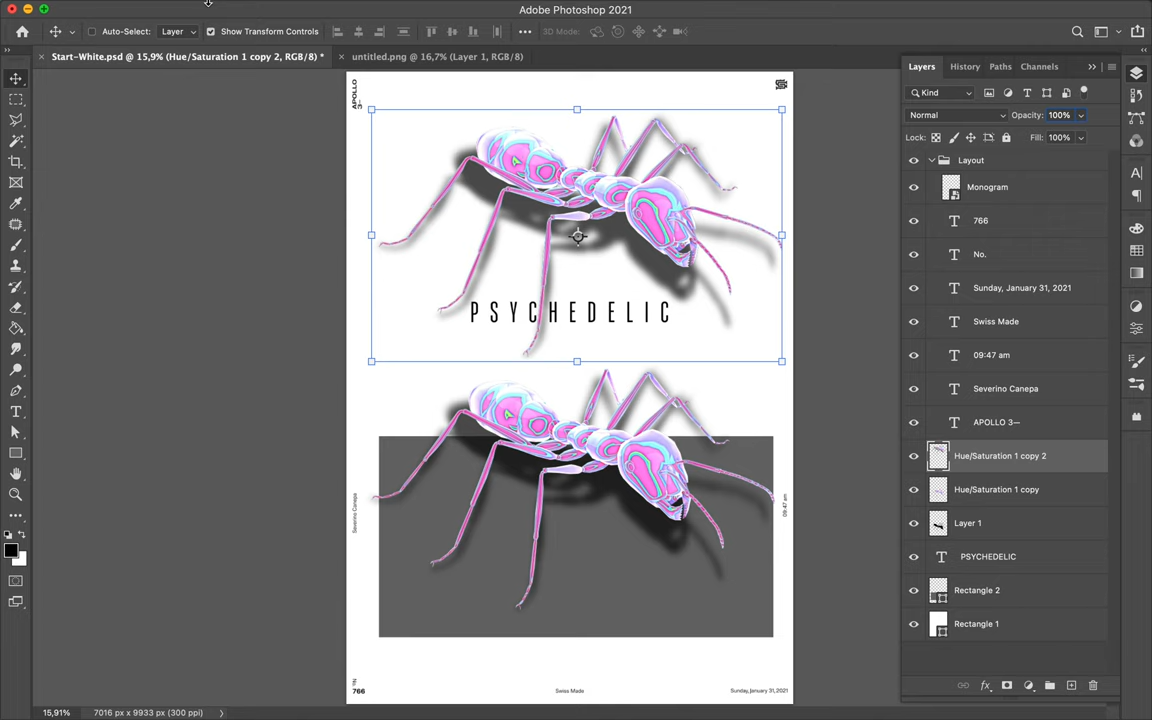 Adobe Photoshop 2021
Auto-Select: Layer Show Transform Controls 3D Mode:
Start-White.psd @ 15,9% (Hue/Saturation 1 copy 2, RGB/8) *
untitled.png @ 16,7% (Layer 1, RGB/8)
APOLLO
3—
PSYCHEDELIC
Severino Canepa
09:47 am
No.
766
Swiss Made
Sunday, January 31, 2021
Layers History Paths Channels
Kind
Normal Opacity: 100%
Lock: Fill: 100%
Layout
Monogram
T 766
T No.
T Sunday, January 31, 2021
T Swiss Made
T 09:47 am
T Severino Canepa
T APOLLO 3—
Hue/Saturation 1 copy 2
Hue/Saturation 1 copy
Layer 1
T PSYCHEDELIC
Rectangle 2
Rectangle 1
fx
15,91% 7016 px x 9933 px (300 ppi)